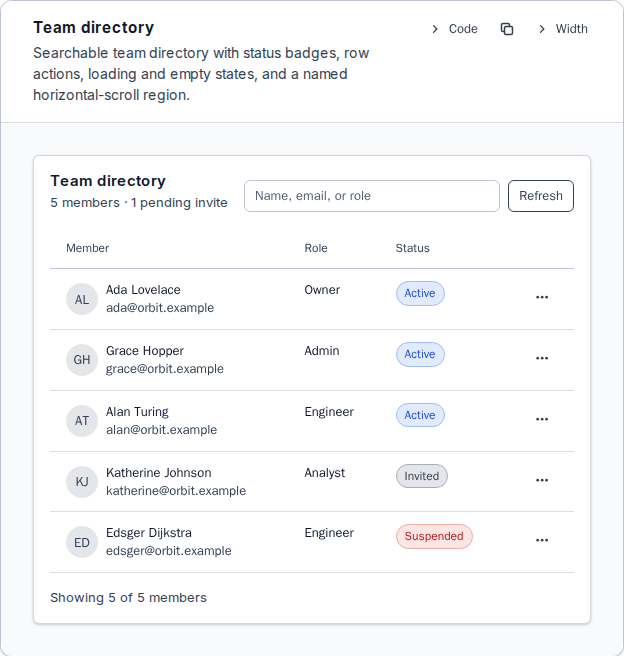 Team directory
Code
Width
Searchable team directory with status badges, row
actions, loading and empty states, and a named
horizontal-scroll region.
Team directory
5 members · 1 pending invite
Name, email, or role
Refresh
Member Role Status
AL Ada Lovelace Owner Active
ada@orbit.example
GH Grace Hopper Admin Active
grace@orbit.example
AT Alan Turing Engineer Active
alan@orbit.example
KJ Katherine Johnson Analyst Invited
katherine@orbit.example
ED Edsger Dijkstra Engineer Suspended
edsger@orbit.example
Showing 5 of 5 members